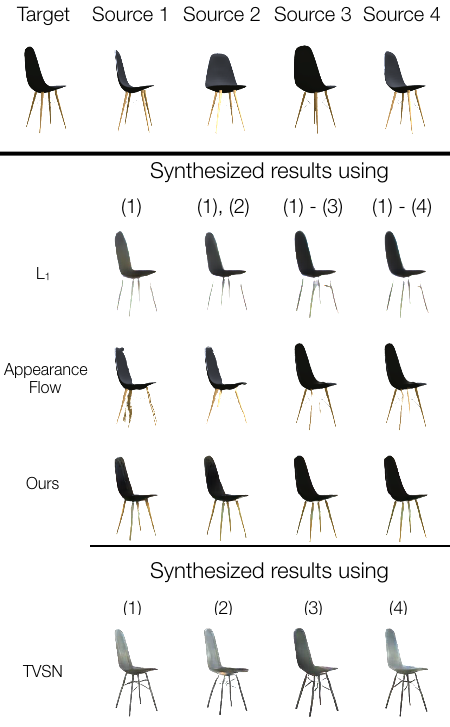 Target Source 1 Source 2 Source 3 Source 4
Synthesized results using
(1) (1), (2) (1) - (3) (1) - (4)
L₁
Appearance
Flow
Ours
Synthesized results using
(1) (2) (3) (4)
TVSN